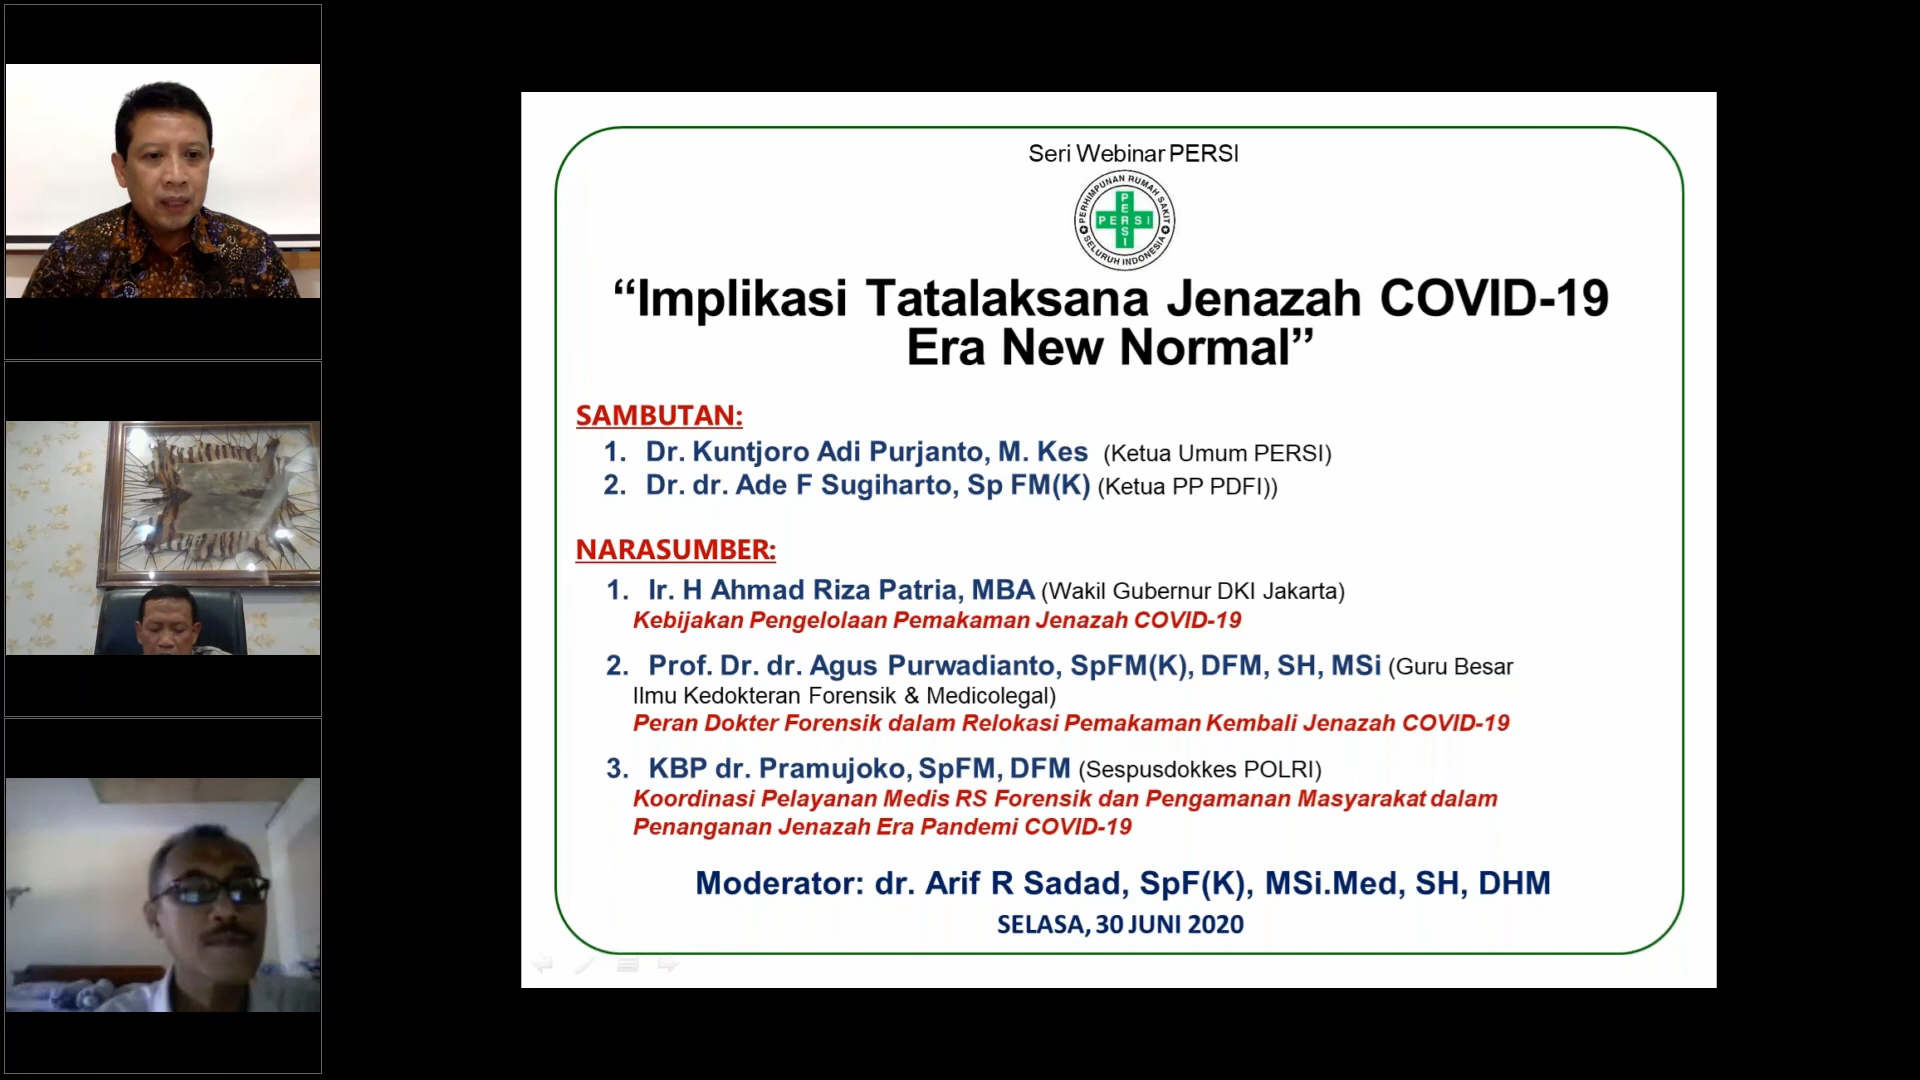 Seri Webinar PERSI
PERHIMPUNAN RUMAH SAKIT
PERSI
PERSI
SELURUH INDONESIA
“Implikasi Tatalaksana Jenazah COVID-19
Era New Normal”
SAMBUTAN:
1. Dr. Kuntjoro Adi Purjanto, M. Kes (Ketua Umum PERSI)
2. Dr. dr. Ade F Sugiharto, Sp FM(K) (Ketua PP PDFI))
NARASUMBER:
1. Ir. H Ahmad Riza Patria, MBA (Wakil Gubernur DKI Jakarta)
Kebijakan Pengelolaan Pemakaman Jenazah COVID-19
2. Prof. Dr. dr. Agus Purwadianto, SpFM(K), DFM, SH, MSi (Guru Besar
Ilmu Kedokteran Forensik & Medicolegal)
Peran Dokter Forensik dalam Relokasi Pemakaman Kembali Jenazah COVID-19
3. KBP dr. Pramujoko, SpFM, DFM (Sespusdokkes POLRI)
Koordinasi Pelayanan Medis RS Forensik dan Pengamanan Masyarakat dalam
Penanganan Jenazah Era Pandemi COVID-19
Moderator: dr. Arif R Sadad, SpF(K), MSi.Med, SH, DHM
SELASA, 30 JUNI 2020